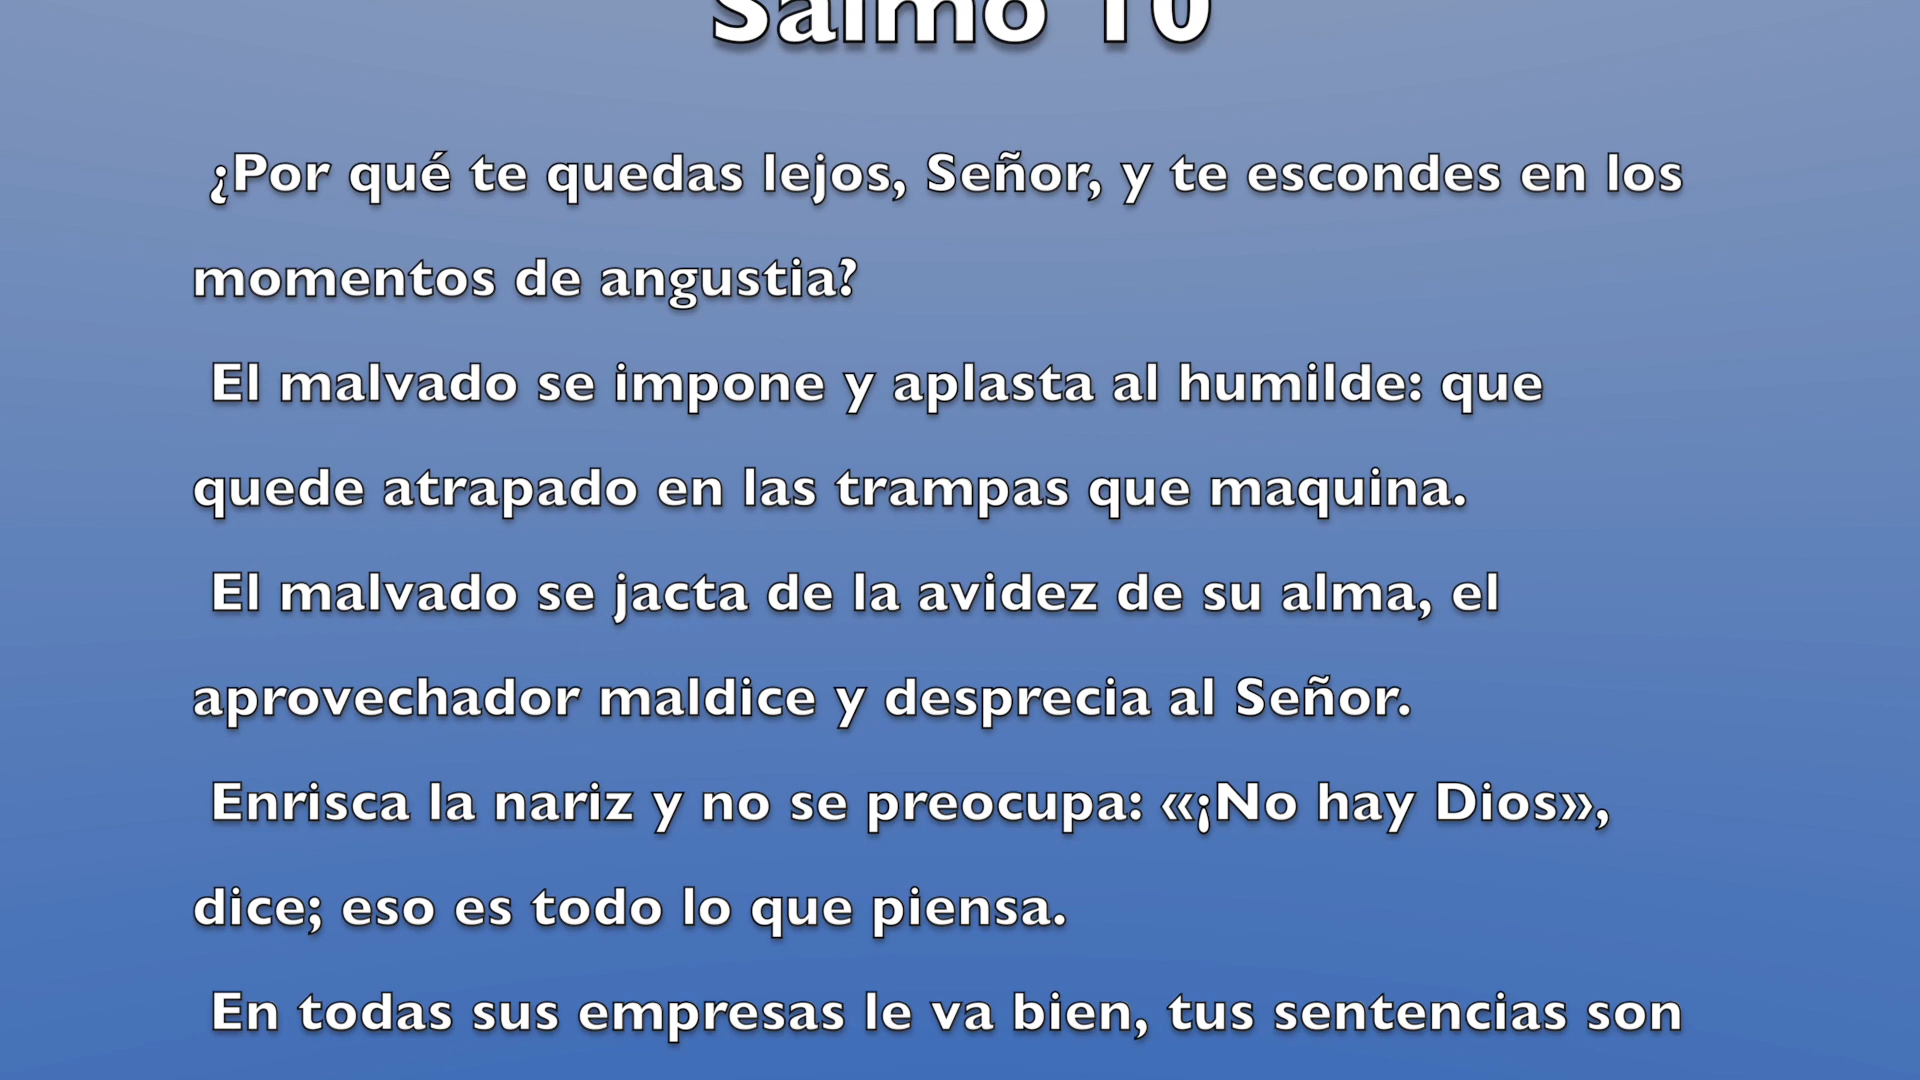 Salmo 10
¿Por qué te quedas lejos, Señor, y te escondes en los
momentos de angustia?
El malvado se impone y aplasta al humilde: que
quede atrapado en las trampas que maquina.
El malvado se jacta de la avidez de su alma, el
aprovechador maldice y desprecia al Señor.
Enrisca la nariz y no se preocupa: «¡No hay Dios»,
dice; eso es todo lo que piensa.
En todas sus empresas le va bien, tus sentencias son